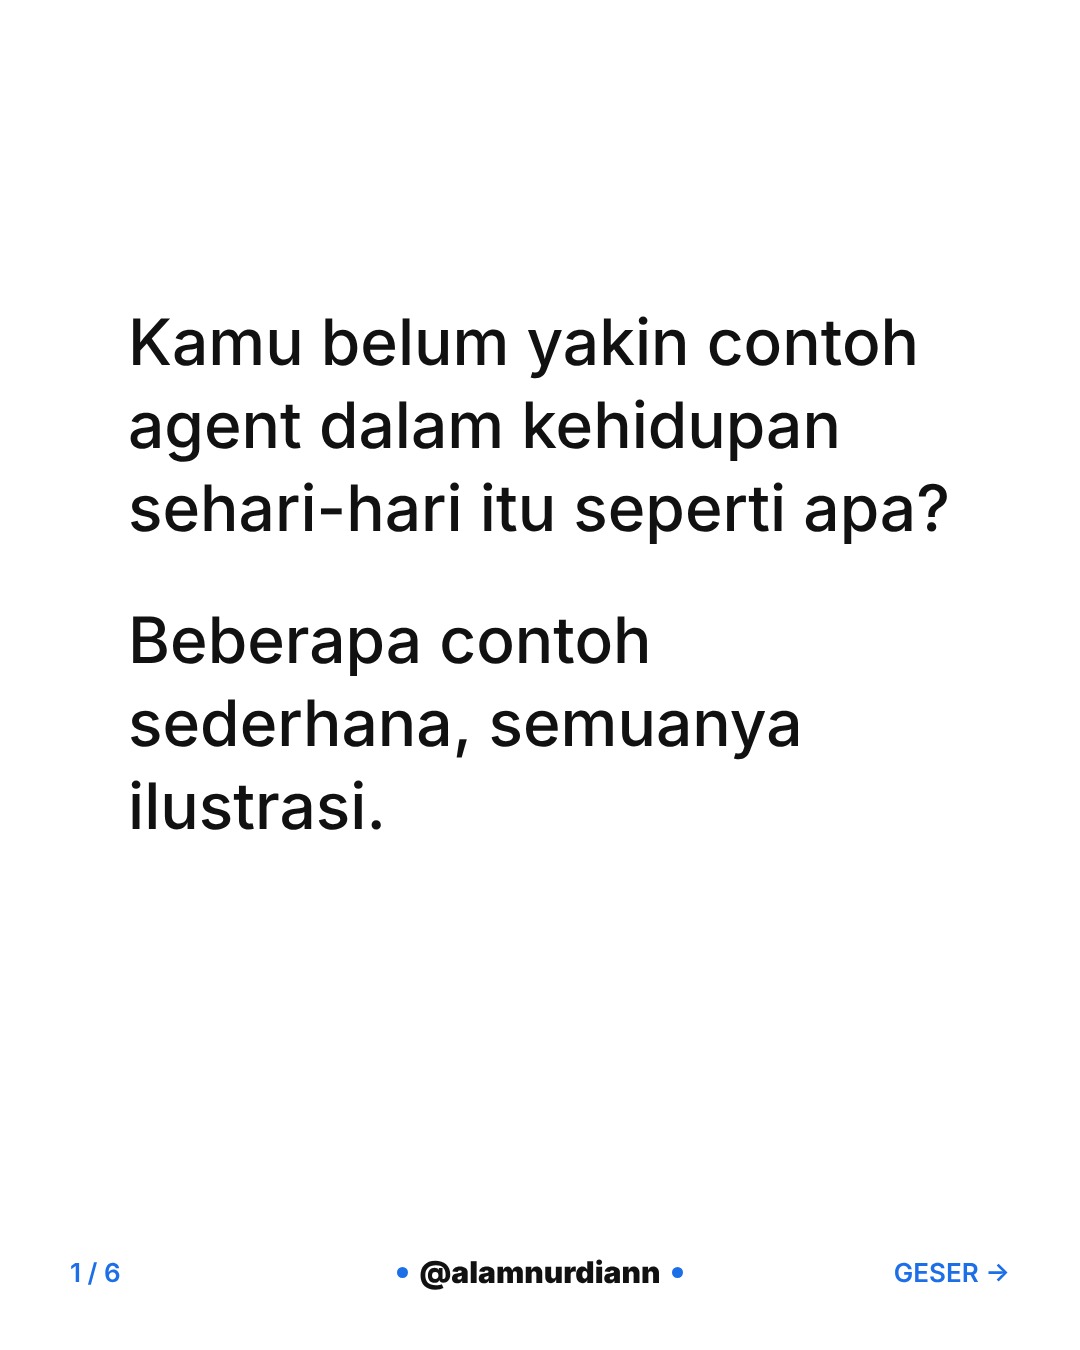 Kamu belum yakin contoh
agent dalam kehidupan
sehari-hari itu seperti apa?
Beberapa contoh
sederhana, semuanya
ilustrasi.
1 / 6
• @alamnurdiann •
GESER →